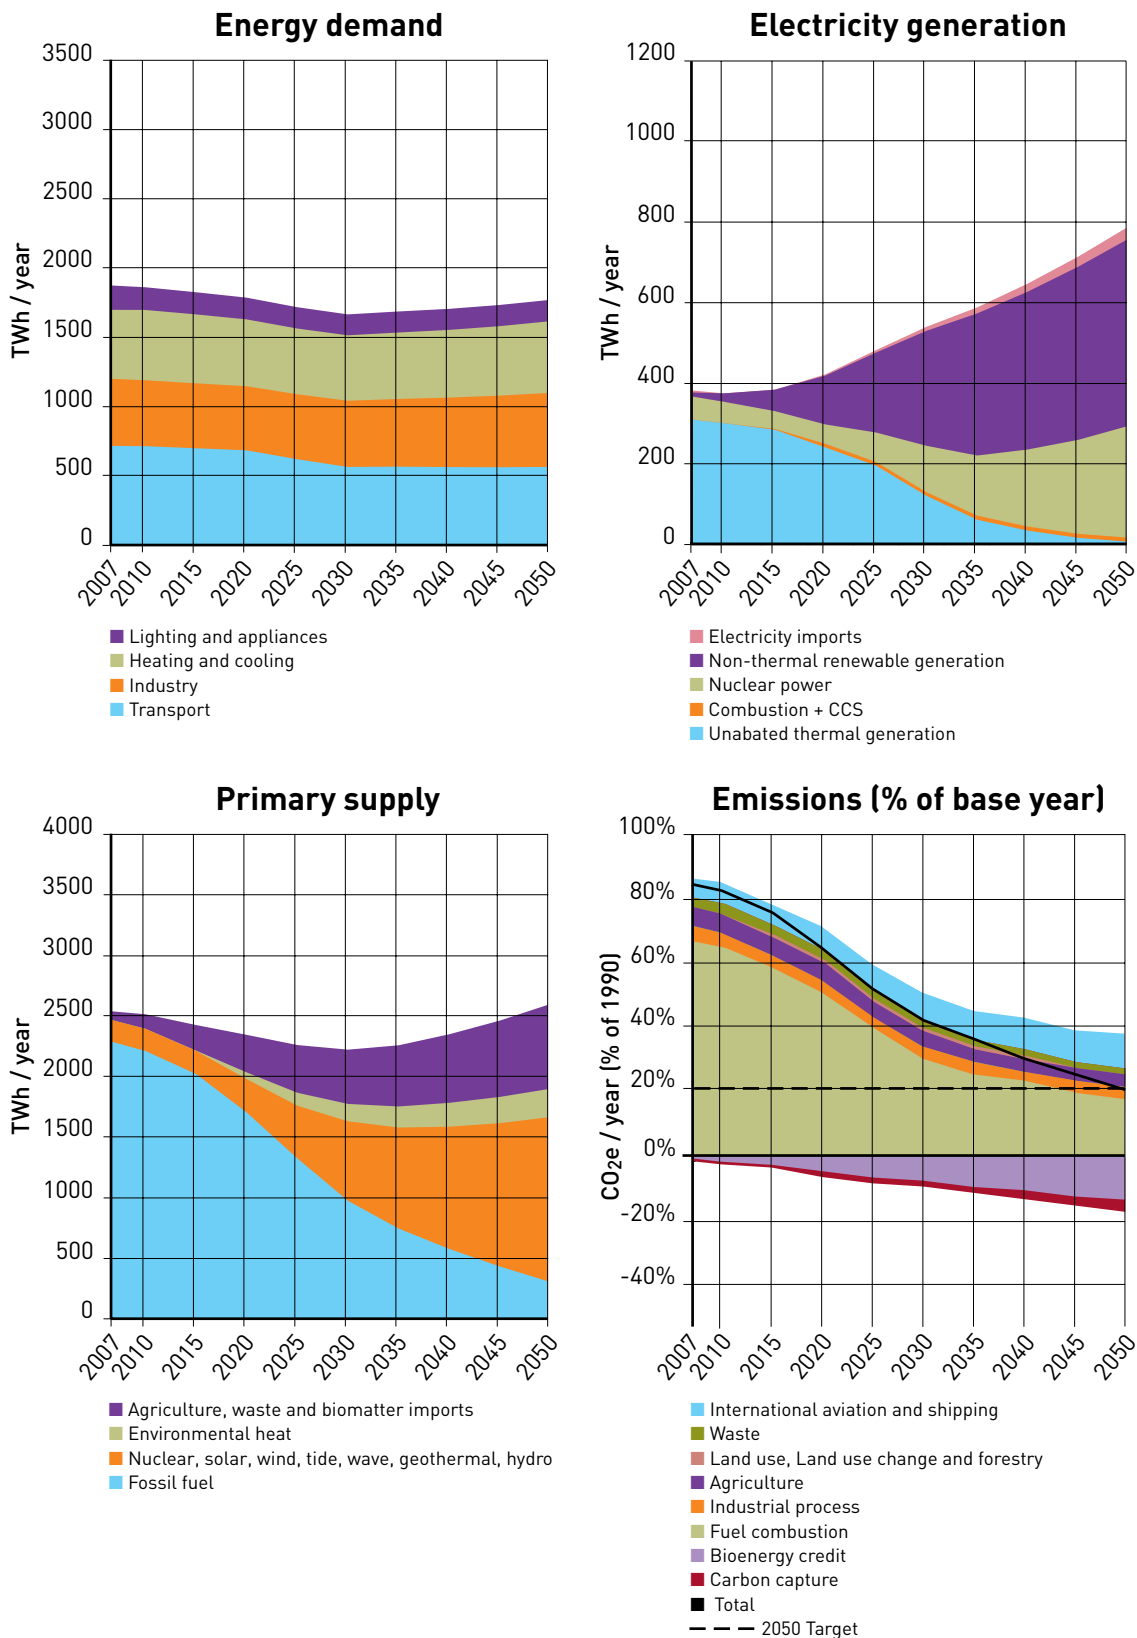 Energy demand
3500
3000
2500
2000
1500
1000
500
0
TWh / year
2007
2010
2015
2020
2025
2030
2035
2040
2045
2050
Lighting and appliances
Heating and cooling
Industry
Transport
Electricity generation
1200
1000
800
600
400
200
0
TWh / year
2007
2010
2015
2020
2025
2030
2035
2040
2045
2050
Electricity imports
Non-thermal renewable generation
Nuclear power
Combustion + CCS
Unabated thermal generation
Primary supply
4000
3500
3000
2500
2000
1500
1000
500
0
TWh / year
2007
2010
2015
2020
2025
2030
2035
2040
2045
2050
Agriculture, waste and biomatter imports
Environmental heat
Nuclear, solar, wind, tide, wave, geothermal, hydro
Fossil fuel
Emissions (% of base year)
100%
80%
60%
40%
20%
0%
-20%
-40%
CO2e / year (% of 1990)
2007
2010
2015
2020
2025
2030
2035
2040
2045
2050
International aviation and shipping
Waste
Land use, Land use change and forestry
Agriculture
Industrial process
Fuel combustion
Bioenergy credit
Carbon capture
Total
2050 Target